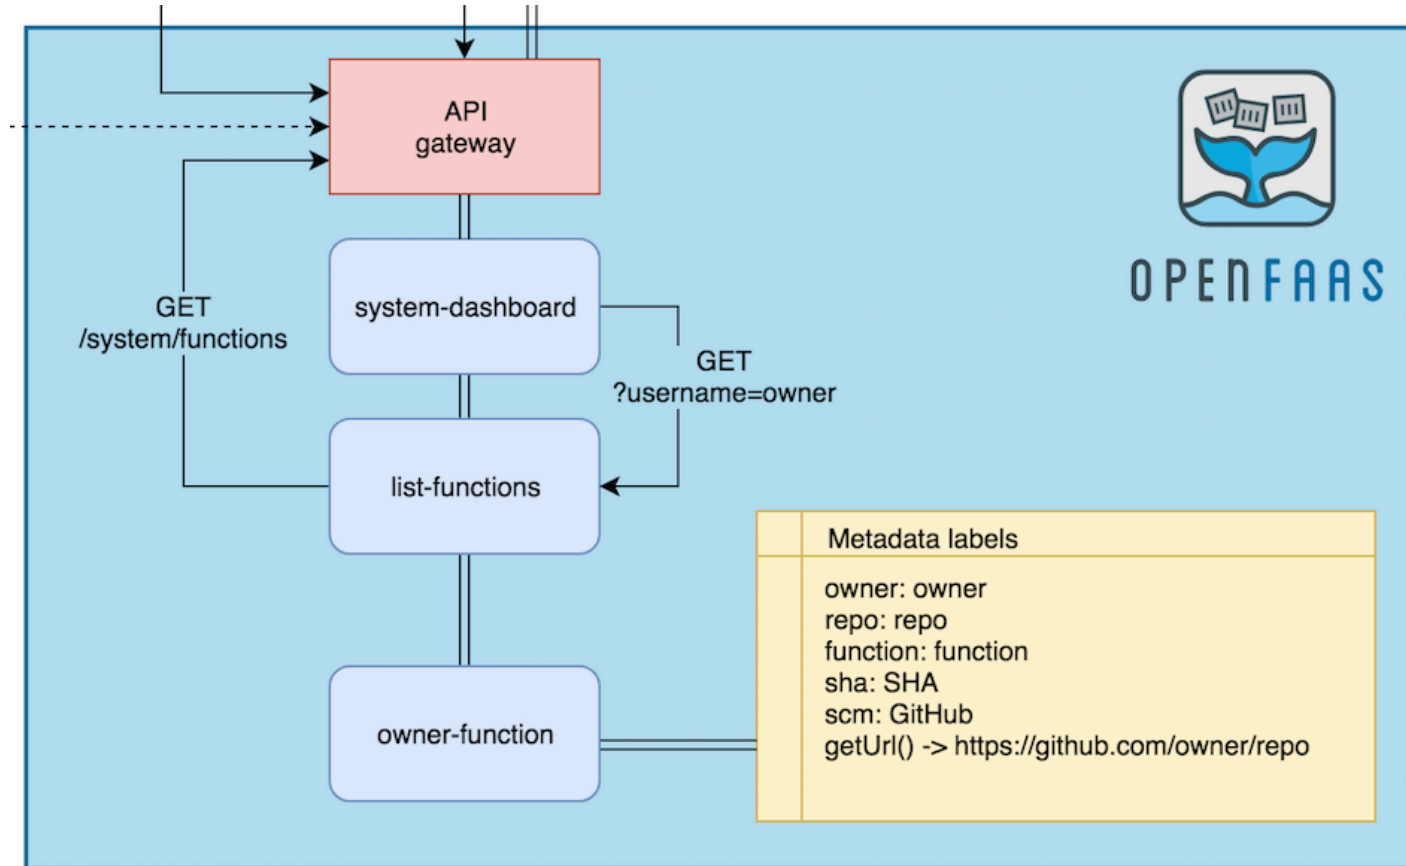 API
gateway
system-dashboard
GET
/system/functions
GET
?username=owner
list-functions
owner-function
OPENFAAS
Metadata labels
owner: owner
repo: repo
function: function
sha: SHA
scm: GitHub
getUrl() -> https://github.com/owner/repo